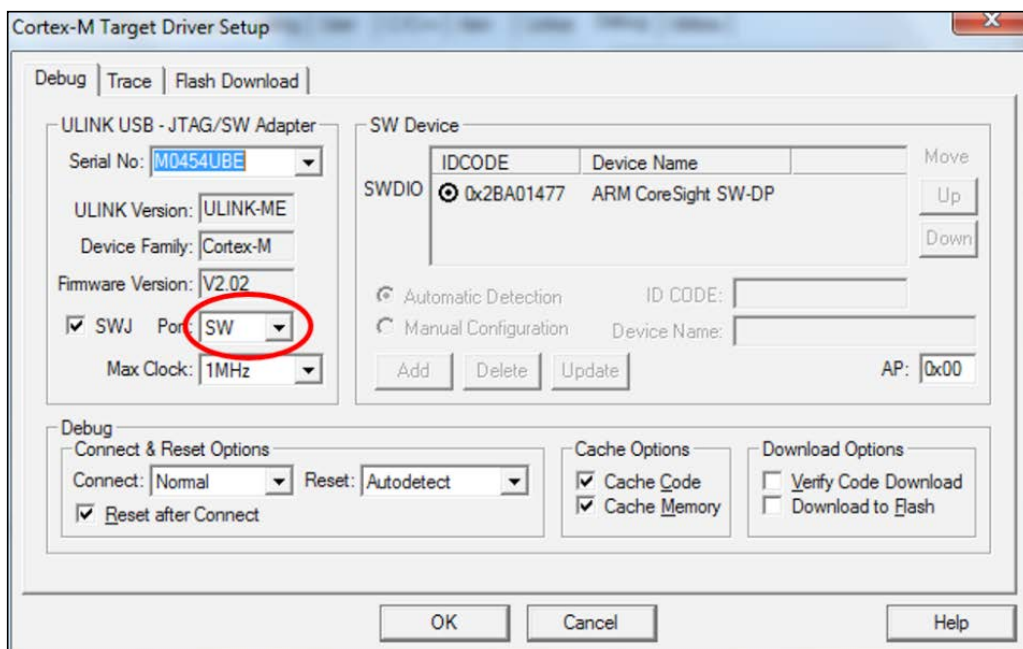 Cortex-M Target Driver Setup
Debug Trace Flash Download
ULINK USB - JTAG/SW Adapter
Serial No: M0454UBE
ULINK Version: ULINK-ME
Device Family: Cortex-M
Firmware Version: V2.02
SWJ Port: SW
Max Clock: 1MHz
SW Device
IDCODE Device Name
SWDIO 0x2BA01477 ARM CoreSight SW-DP
Move
Up
Down
Automatic Detection ID CODE:
Manual Configuration Device Name:
Add Delete Update AP: 0x00
Debug
Connect & Reset Options
Connect: Normal Reset: Autodetect
Reset after Connect
Cache Options
Cache Code
Cache Memory
Download Options
Verify Code Download
Download to Flash
OK Cancel Help